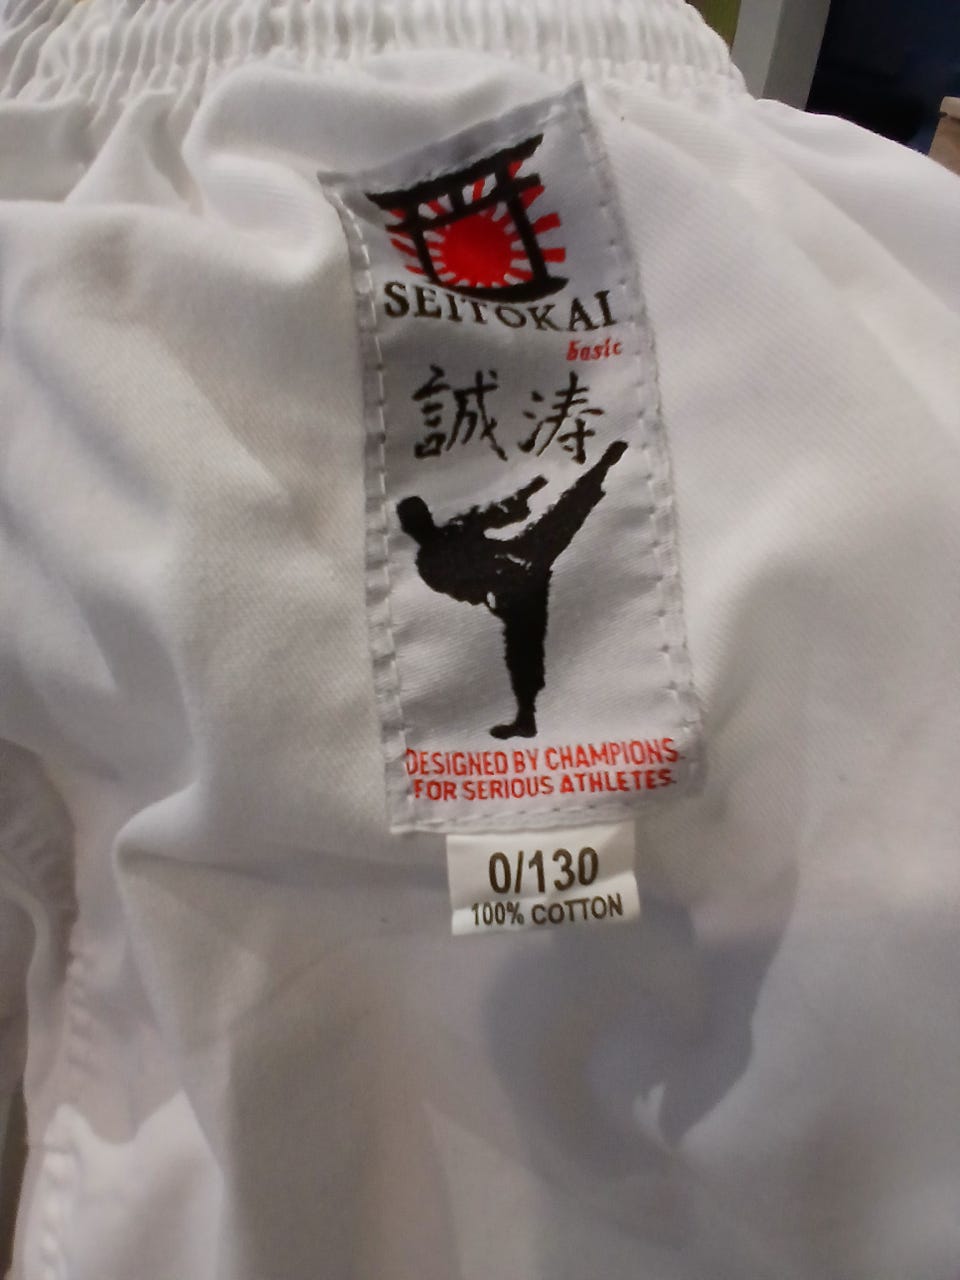 SEITOKAI
basic
誠涛
DESIGNED BY CHAMPIONS
FOR SERIOUS ATHLETES
0/130
100% COTTON